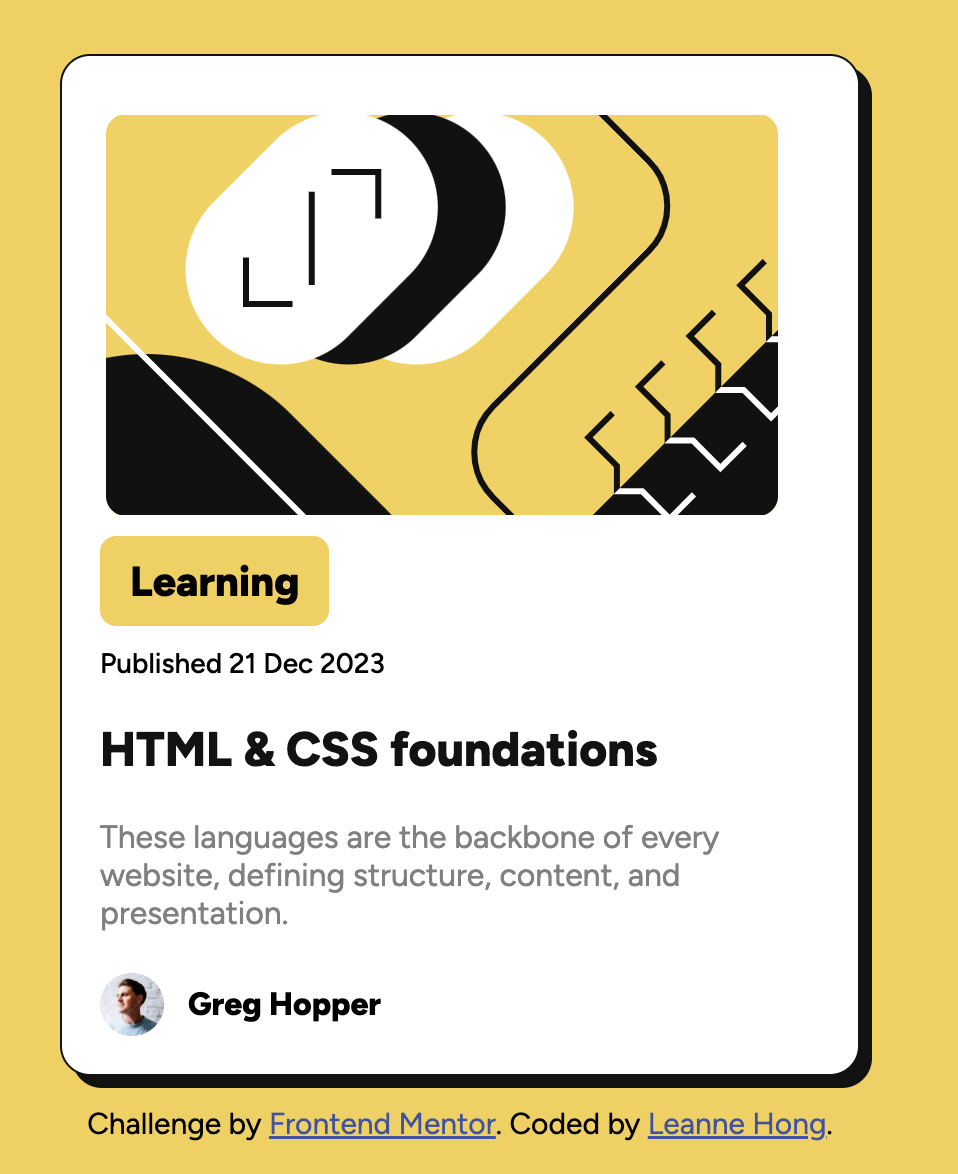 Learning
Published 21 Dec 2023
HTML & CSS foundations
These languages are the backbone of every
website, defining structure, content, and
presentation.
Greg Hopper
Challenge by Frontend Mentor. Coded by Leanne Hong.